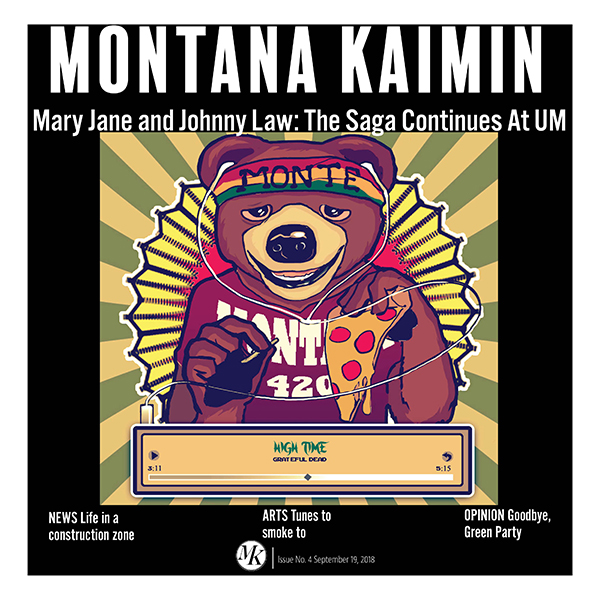 MONTANA KAIMIN
Mary Jane and Johnny Law: The Saga Continues At UM
MONTE
MONTA
420
HIGH TIME
GRATEFUL DEAD
3:11
5:15
NEWS Life in a
construction zone
ARTS Tunes to
smoke to
OPINION Goodbye,
Green Party
MK
Issue No. 4 September 19, 2018